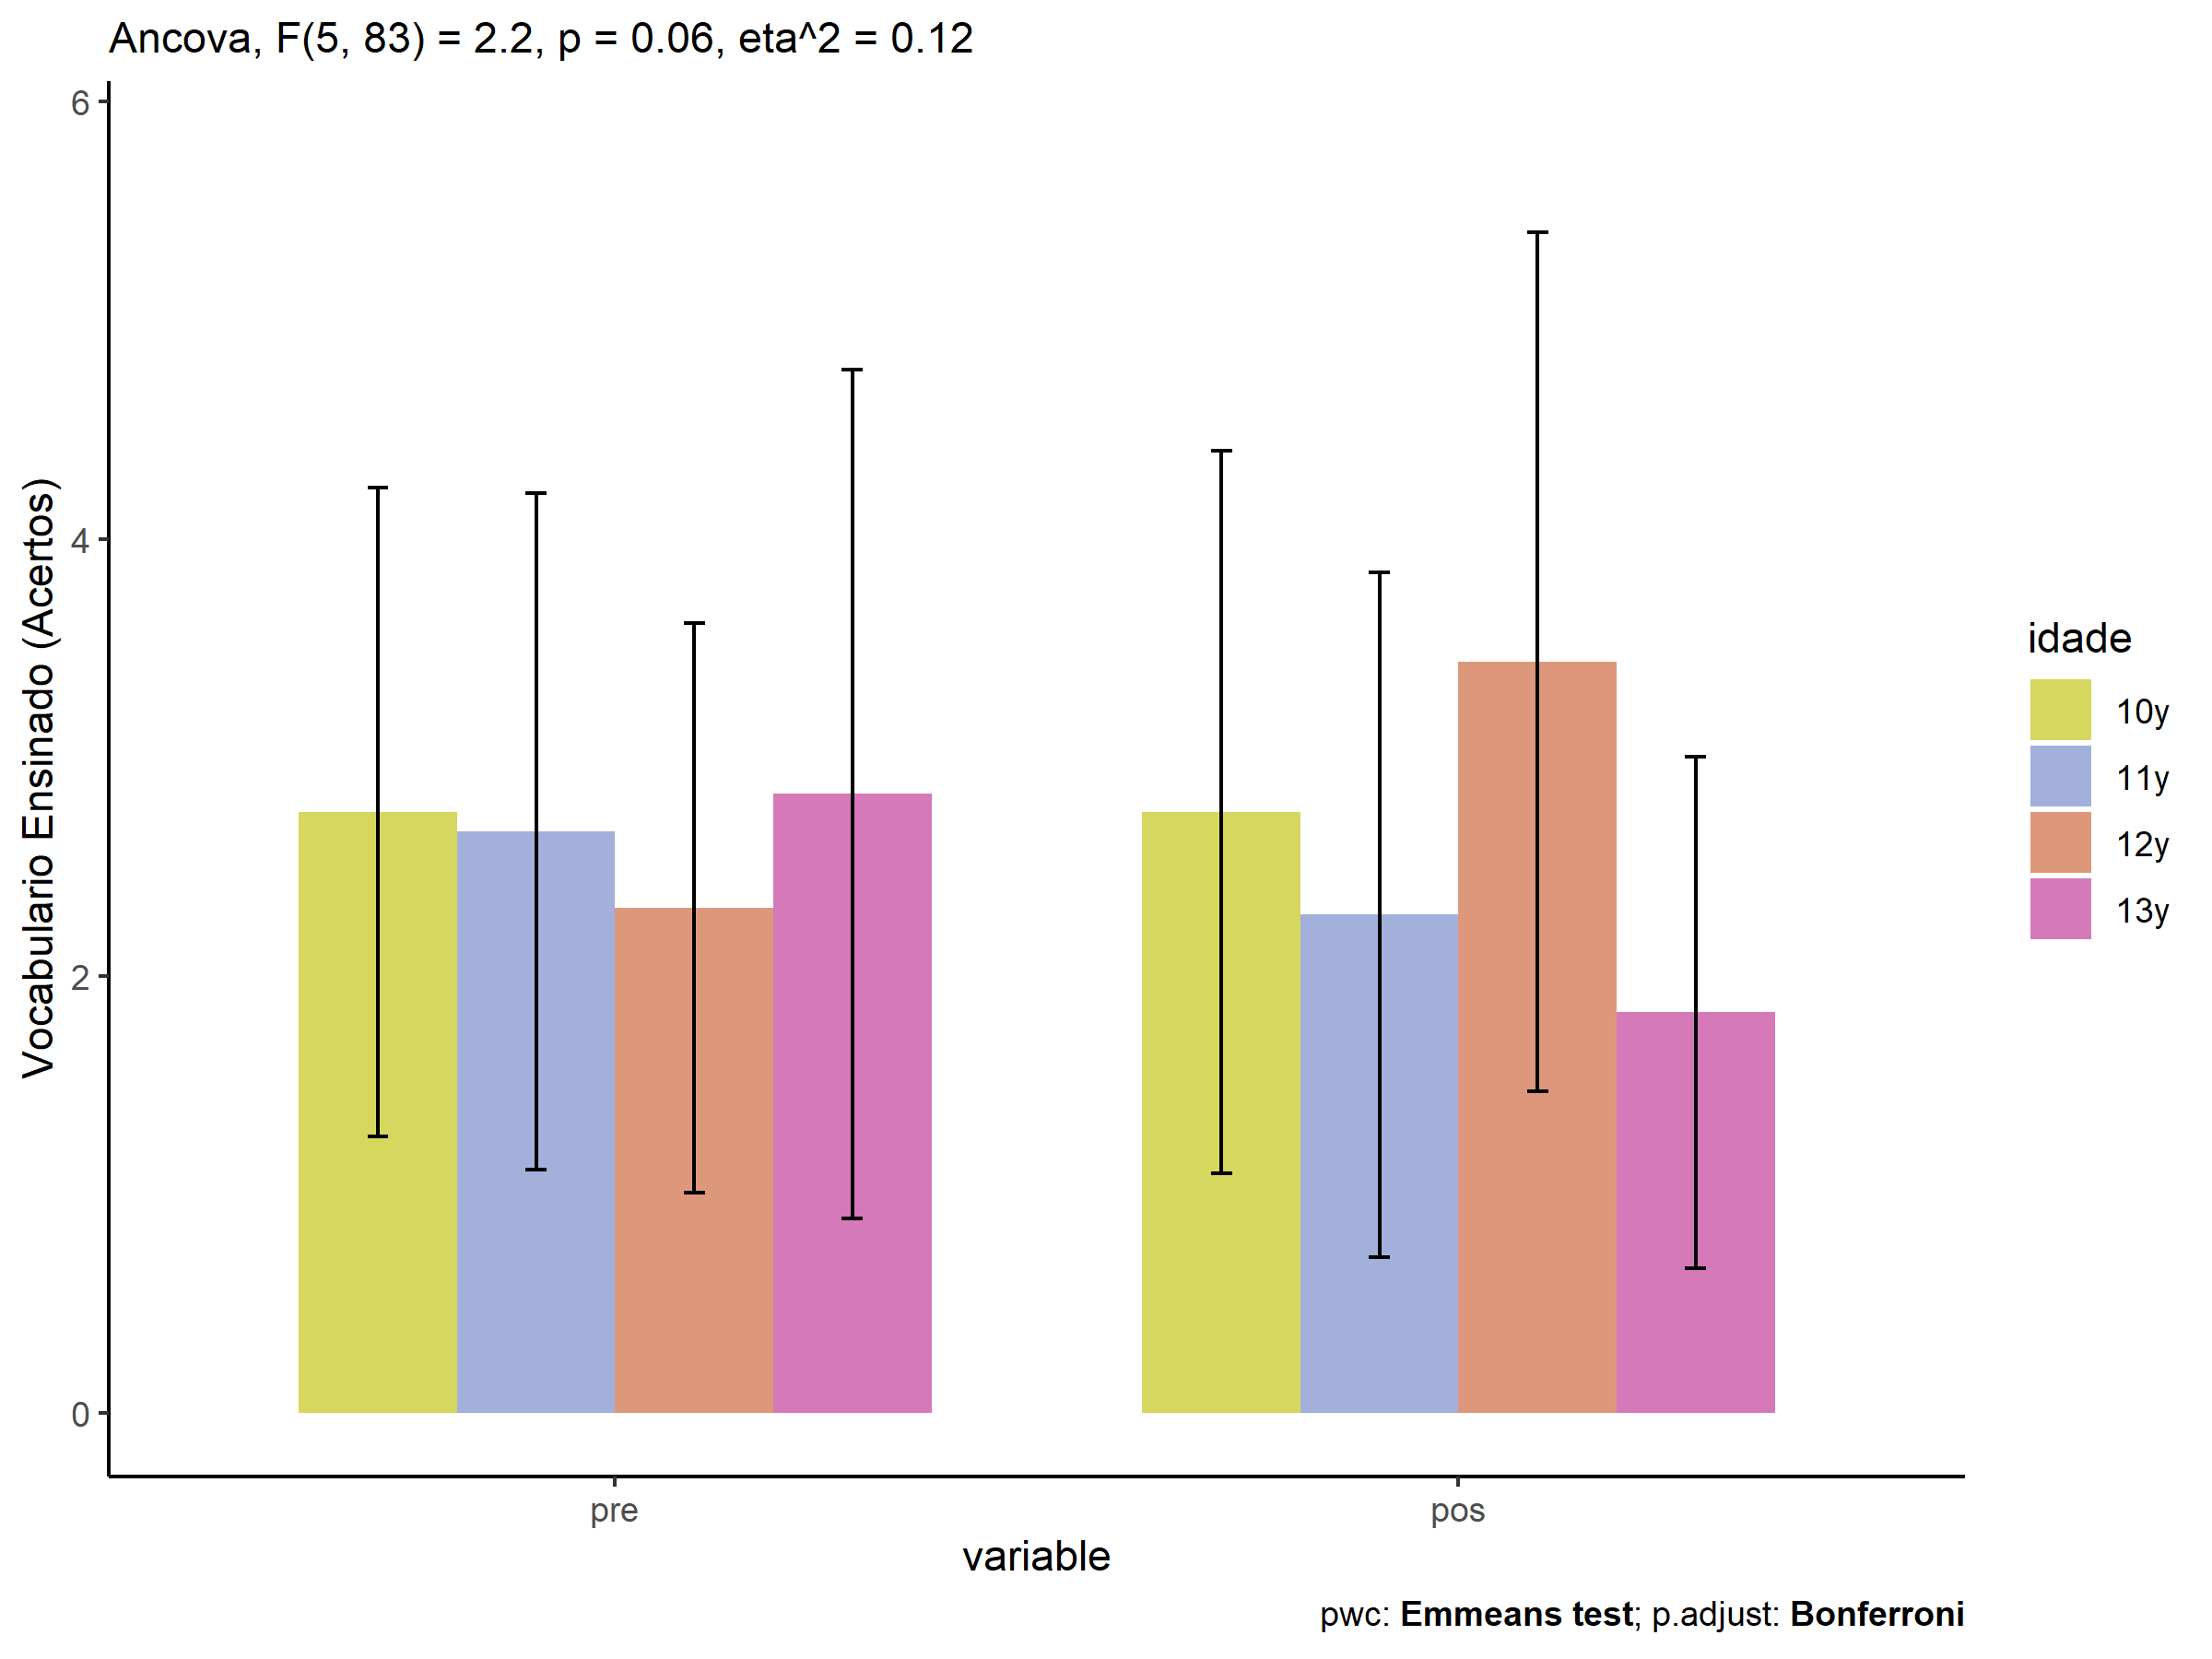 Ancova, F(5, 83) = 2.2, p = 0.06, eta^2 = 0.12
Vocabulario Ensinado (Acertos)
6
4
2
0
pre
pos
variable
idade
10y
11y
12y
13y
pwc: Emmeans test; p.adjust: Bonferroni